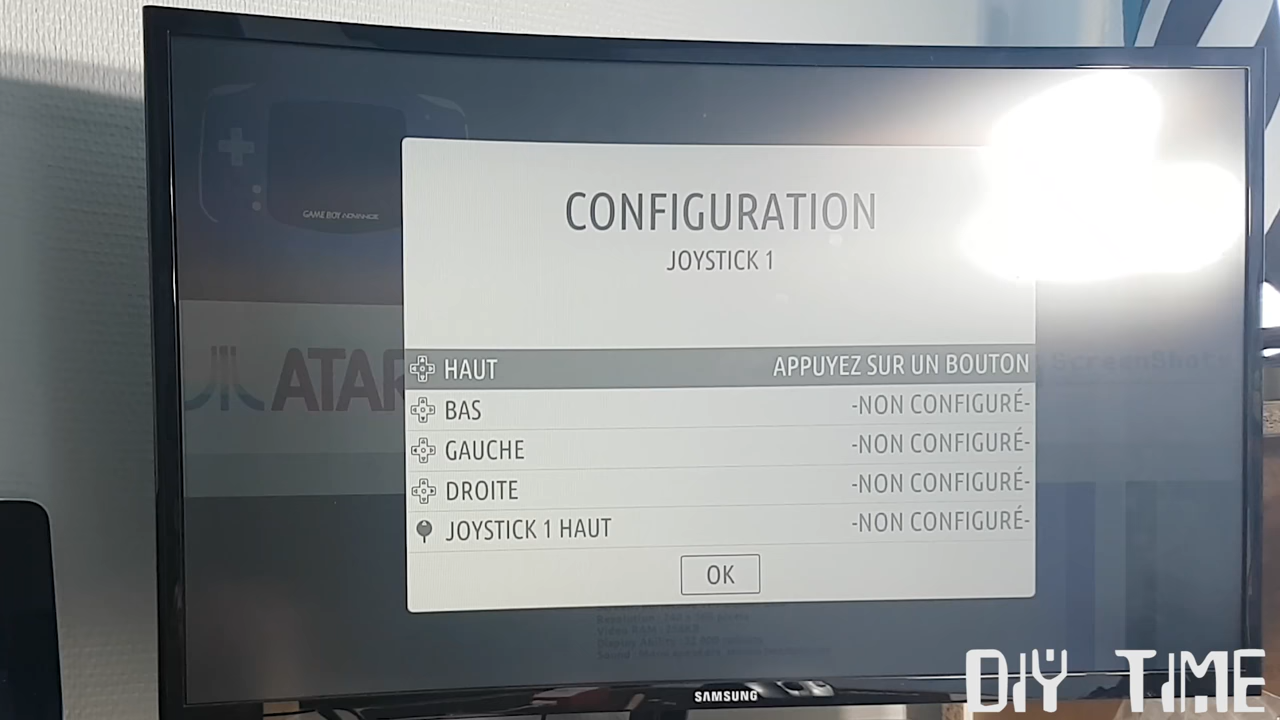 CONFIGURATION
JOYSTICK 1
GAME BOY ADVANCE
ATAR
HAUT APPUYEZ SUR UN BOUTON
BAS -NON CONFIGURÉ-
GAUCHE -NON CONFIGURÉ-
DROITE -NON CONFIGURÉ-
JOYSTICK 1 HAUT -NON CONFIGURÉ-
OK
SAMSUNG
DIY TIME